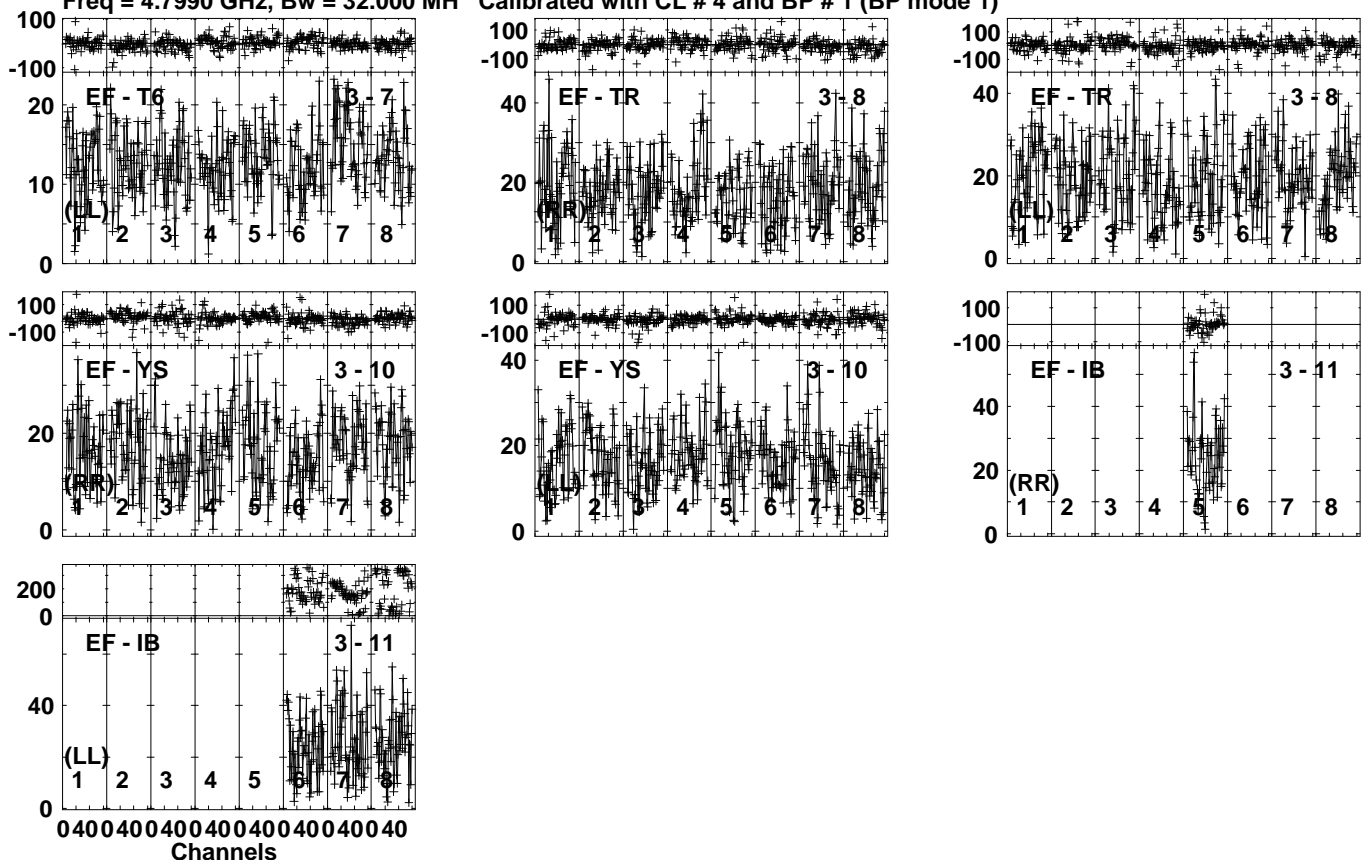 Freq = 4.7990 GHz, Bw = 32.000 MH Calibrated with CL # 4 and BP # 1 (BP mode 1)
100
-100
EF - T6 3 - 7
20
10
0
(LL)
1 2 3 4 5 6 7 8
100
-100
EF - TR 3 - 8
40
20
0
(RR)
1 2 3 4 5 6 7 8
100
-100
EF - TR 3 - 8
40
20
0
(LL)
1 2 3 4 5 6 7 8
100
-100
EF - YS 3 - 10
20
0
(RR)
1 2 3 4 5 6 7 8
100
-100
EF - YS 3 - 10
40
20
0
(LL)
1 2 3 4 5 6 7 8
100
-100
EF - IB 3 - 11
40
20
0
(RR)
1 2 3 4 5 6 7 8
200
0
EF - IB 3 - 11
40
0
(LL)
1 2 3 4 5 6 7 8
0 40 0 40 0 40 0 40 0 40 0 40 0 40 0 40
Channels